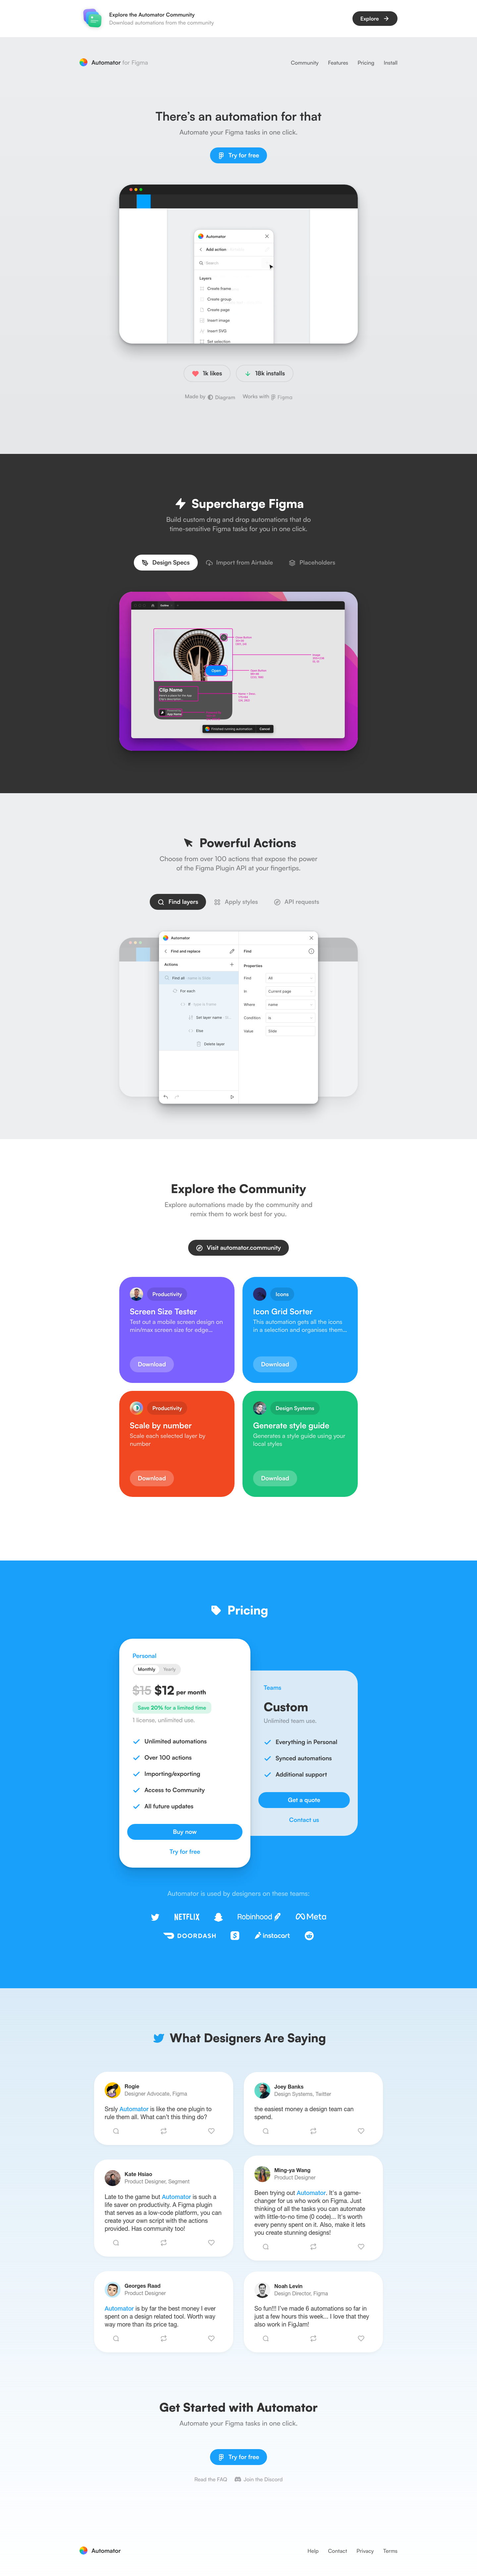 Explore the Automator Community
Download automations from the community
Explore
Automator for Figma
Community Features Pricing Install
There's an automation for that
Automate your Figma tasks in one click.
Try for free
Automator
Add action
Search
Layers
Create frame
Create group
Create page
Insert image
Insert SVG
Set selection
1k likes
18k installs
Made by Diagram Works with Figma
Supercharge Figma
Build custom drag and drop automations that do
time-sensitive Figma tasks for you in one click.
Design Specs
Import from Airtable
Placeholders
Open
Clip Name
App Name
Finished running automation
Cancel
Powerful Actions
Choose from over 100 actions that expose the power
of the Figma Plugin API at your fingertips.
Find layers
Apply styles
API requests
Automator
Find and replace
Find
Actions
Properties
Find all
Find
All
For each
In
Current page
If
Where
name
Set layer name
Condition
is
Else
Value
Slide
Delete layer
Explore the Community
Explore automations made by the community and
remix them to work best for you.
Visit automator.community
Productivity
Screen Size Tester
Test out a mobile screen design on
min/max screen size for edge...
Download
Icons
Icon Grid Sorter
This automation gets all the icons
in a selection and organises them...
Download
Productivity
Scale by number
Scale each selected layer by
number
Download
Design Systems
Generate style guide
Generates a style guide using your
local styles
Download
Pricing
Personal
Monthly Yearly
$15 $12 per month
Save 20% for a limited time
1 license, unlimited use.
Unlimited automations
Over 100 actions
Importing/exporting
Access to Community
All future updates
Buy now
Try for free
Teams
Custom
Unlimited team use.
Everything in Personal
Synced automations
Additional support
Get a quote
Contact us
Automator is used by designers on these teams:
NETFLIX
Robinhood
Meta
DOORDASH
instacart
What Designers Are Saying
Rogie
Designer Advocate, Figma
Srsly Automator is like the one plugin to
rule them all. What can't this thing do?
Joey Banks
Design Systems, Twitter
the easiest money a design team can
spend.
Kate Hsiao
Product Designer, Segment
Late to the game but Automator is such a
life saver on productivity. A Figma plugin
that serves as a low-code platform, you can
create your own script with the actions
provided. Has community too!
Ming-ya Wang
Product Designer
Been trying out Automator. It's a game-
changer for us who work on Figma. Just
thinking of all the tasks you can automate
with little-to-no time (0 code)... It's worth
every penny spent on it. Also, make it lets
you create stunning designs!
Georges Raad
Product Designer
Automator is by far the best money I ever
spent on a design related tool. Worth way
way more than its price tag.
Noah Levin
Design Director, Figma
So fun!!! I've made 6 automations so far in
just a few hours this week... I love that they
also work in FigJam!
Get Started with Automator
Automate your Figma tasks in one click.
Try for free
Read the FAQ
Join the Discord
Automator
Help Contact Privacy Terms